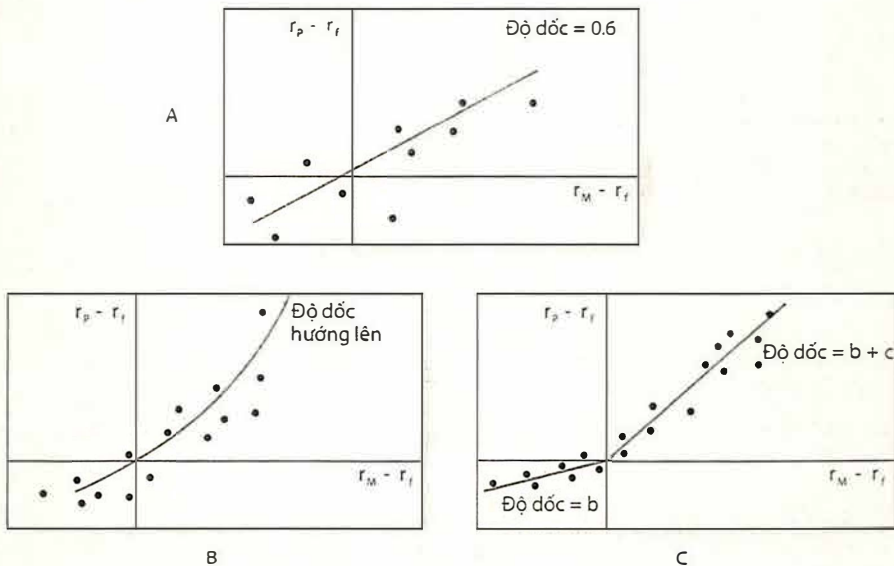 r_P - r_f
Độ dốc = 0.6
A
r_M - r_f
r_P - r_f
Độ dốc
hướng lên
r_M - r_f
B
r_P - r_f
Độ dốc = b + c
r_M - r_f
Độ dốc = b
C